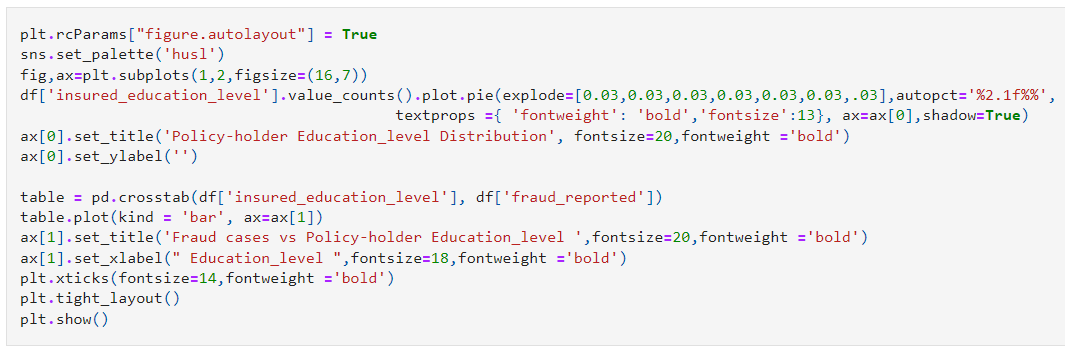 plt.rcParams["figure.autolayout"] = True
sns.set_palette('husl')
fig,ax=plt.subplots(1,2,figsize=(16,7))
df['insured_education_level'].value_counts().plot.pie(explode=[0.03,0.03,0.03,0.03,0.03,0.03,.03],autopct='%2.1f%%',
textprops ={ 'fontweight': 'bold','fontsize':13}, ax=ax[0],shadow=True)
ax[0].set_title('Policy-holder Education_level Distribution', fontsize=20,fontweight ='bold')
ax[0].set_ylabel('')

table = pd.crosstab(df['insured_education_level'], df['fraud_reported'])
table.plot(kind = 'bar', ax=ax[1])
ax[1].set_title('Fraud cases vs Policy-holder Education_level ',fontsize=20,fontweight ='bold')
ax[1].set_xlabel(" Education_level ",fontsize=18,fontweight ='bold')
plt.xticks(fontsize=14,fontweight ='bold')
plt.tight_layout()
plt.show()